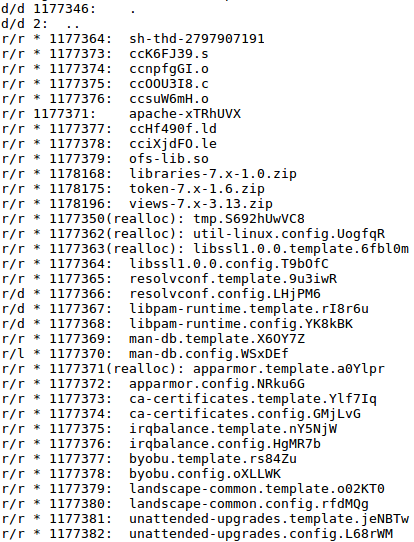 d/d 1177346: .
d/d 2: ..
r/r * 1177364: sh-thd-2797907191
r/r * 1177373: ccK6FJ39.s
r/r * 1177374: ccnpfgGI.o
r/r * 1177375: ccOOU3I8.c
r/r * 1177376: ccsuW6mH.o
r/r 1177371: apache-xTRhUVX
r/r * 1177377: ccHf490f.ld
r/r * 1177378: cciXjdFO.le
r/r * 1177379: ofs-lib.so
r/r * 1178168: libraries-7.x-1.0.zip
r/r * 1178175: token-7.x-1.6.zip
r/r * 1178196: views-7.x-3.13.zip
r/r * 1177350(realloc): tmp.S692hUwVC8
r/r * 1177362(realloc): util-linux.config.UogfqR
r/r * 1177363(realloc): libssl1.0.0.template.6fbl0m
r/r * 1177364: libssl1.0.0.config.T9bOfC
r/r * 1177365: resolvconf.template.9u3iwR
r/d * 1177366: resolvconf.config.LHjPM6
r/d * 1177367: libpam-runtime.template.rI8r6u
r/d * 1177368: libpam-runtime.config.YK8kBK
r/r * 1177369: man-db.template.X6OY7Z
r/l * 1177370: man-db.config.WSxDEf
r/r * 1177371(realloc): apparmor.template.a0Ylpr
r/r * 1177372: apparmor.config.NRku6G
r/r * 1177373: ca-certificates.template.Ylf7Iq
r/r * 1177374: ca-certificates.config.GMjLvG
r/r * 1177375: irqbalance.template.nY5NjW
r/r * 1177376: irqbalance.config.HgMR7b
r/r * 1177377: byobu.template.rs84Zu
r/r * 1177378: byobu.config.oXLLWK
r/r * 1177379: landscape-common.template.o02KT0
r/r * 1177380: landscape-common.config.rfdMQg
r/r * 1177381: unattended-upgrades.template.jeNBTw
r/r * 1177382: unattended-upgrades.config.L68rWM